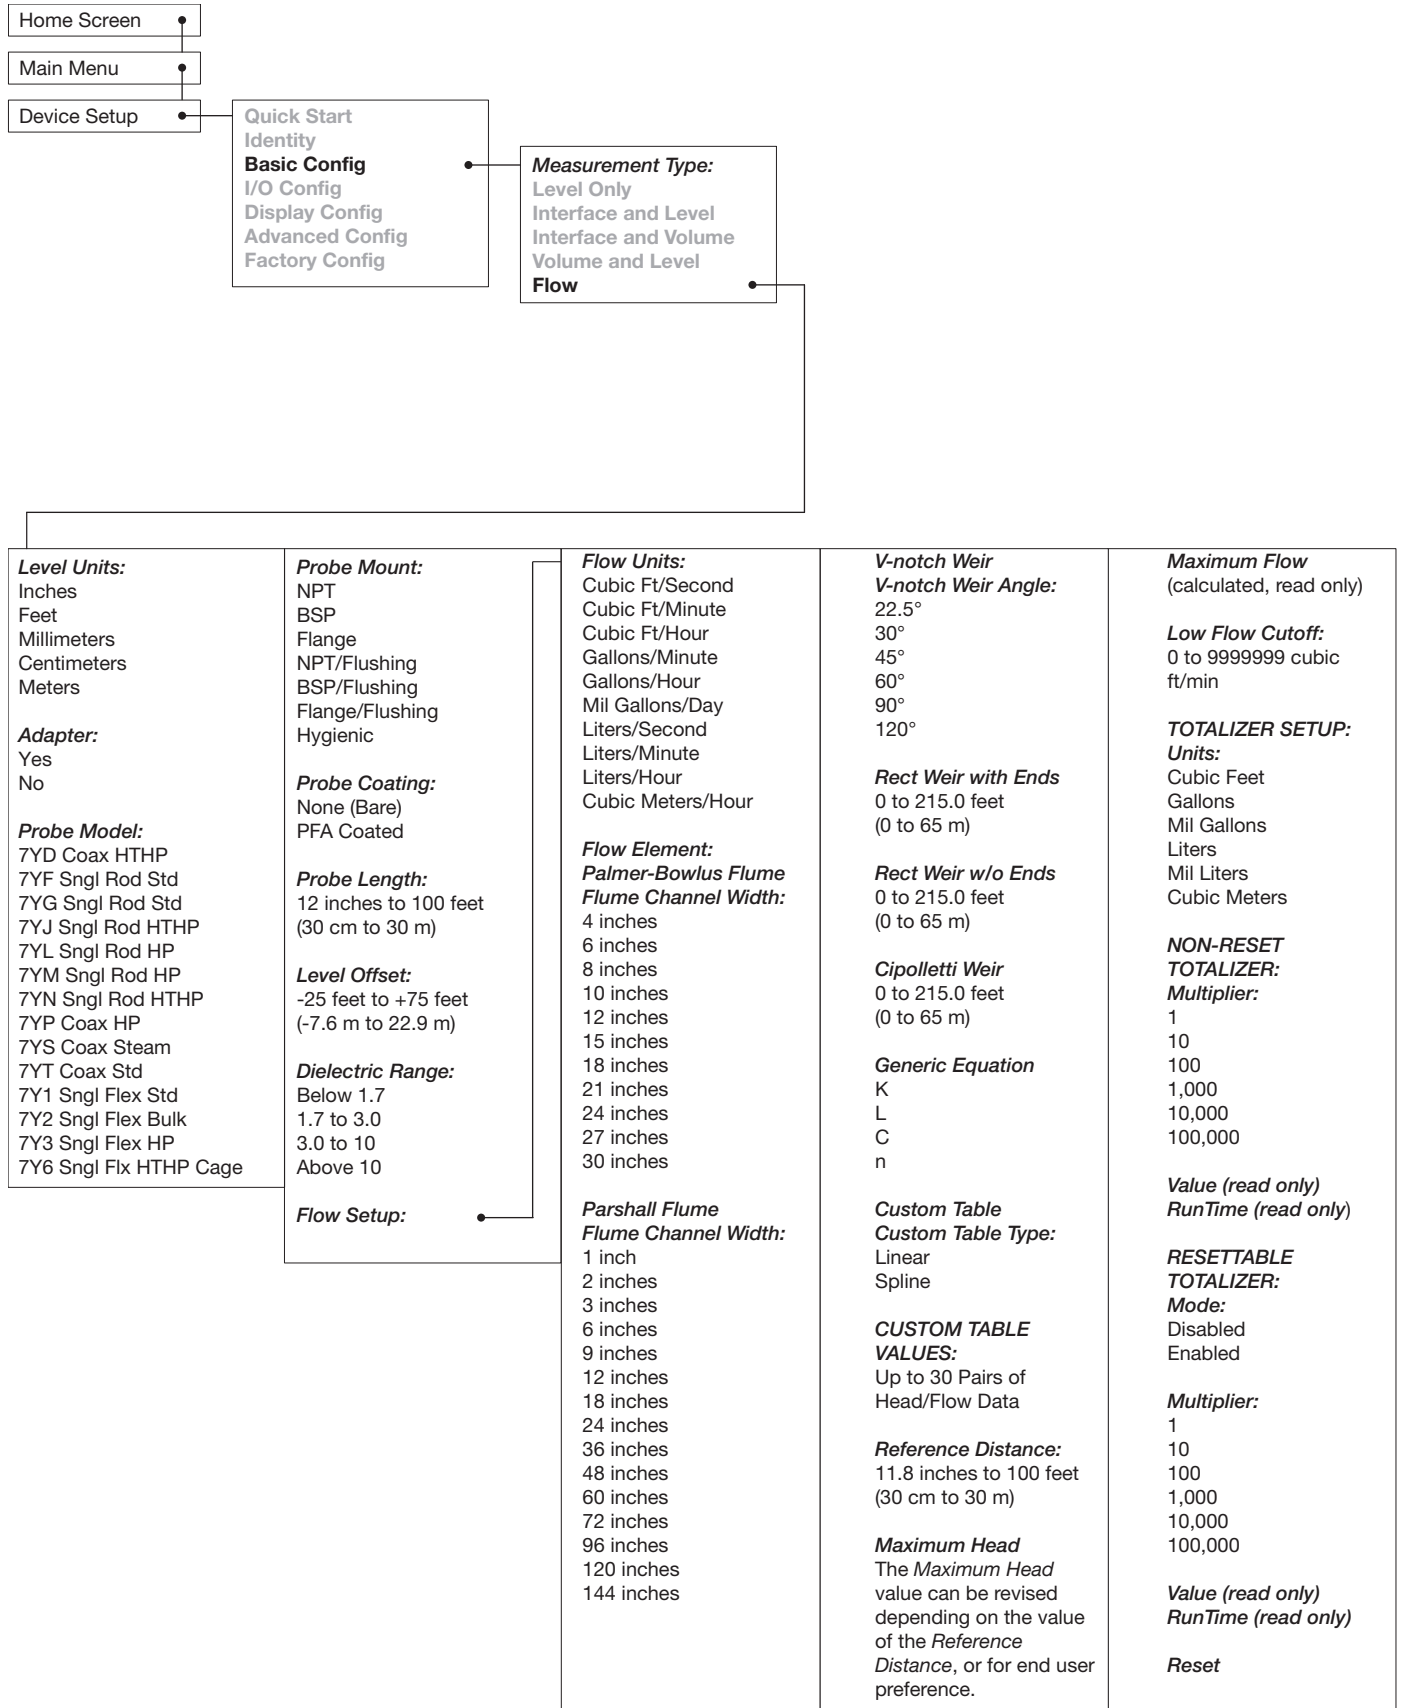 Home Screen
Main Menu
Device Setup
Quick Start
Identity
Basic Config
I/O Config
Display Config
Advanced Config
Factory Config
Measurement Type:
Level Only
Interface and Level
Interface and Volume
Volume and Level
Flow
Level Units:
Inches
Feet
Millimeters
Centimeters
Meters
Adapter:
Yes
No
Probe Model:
7YD Coax HTHP
7YF Sngl Rod Std
7YG Sngl Rod Std
7YJ Sngl Rod HTHP
7YL Sngl Rod HP
7YM Sngl Rod HP
7YN Sngl Rod HTHP
7YP Coax HP
7YS Coax Steam
7YT Coax Std
7Y1 Sngl Flex Std
7Y2 Sngl Flex Bulk
7Y3 Sngl Flex HP
7Y6 Sngl Flx HTHP Cage
Probe Mount:
NPT
BSP
Flange
NPT/Flushing
BSP/Flushing
Flange/Flushing
Hygienic
Probe Coating:
None (Bare)
PFA Coated
Probe Length:
12 inches to 100 feet
(30 cm to 30 m)
Level Offset:
-25 feet to +75 feet
(-7.6 m to 22.9 m)
Dielectric Range:
Below 1.7
1.7 to 3.0
3.0 to 10
Above 10
Flow Setup:
Flow Units:
Cubic Ft/Second
Cubic Ft/Minute
Cubic Ft/Hour
Gallons/Minute
Gallons/Hour
Mil Gallons/Day
Liters/Second
Liters/Minute
Liters/Hour
Cubic Meters/Hour
Flow Element:
Palmer-Bowlus Flume
Flume Channel Width:
4 inches
6 inches
8 inches
10 inches
12 inches
15 inches
18 inches
21 inches
24 inches
27 inches
30 inches
Parshall Flume
Flume Channel Width:
1 inch
2 inches
3 inches
6 inches
9 inches
12 inches
18 inches
24 inches
36 inches
48 inches
60 inches
72 inches
96 inches
120 inches
144 inches
V-notch Weir
V-notch Weir Angle:
22.5°
30°
45°
60°
90°
120°
Rect Weir with Ends
0 to 215.0 feet
(0 to 65 m)
Rect Weir w/o Ends
0 to 215.0 feet
(0 to 65 m)
Cipolletti Weir
0 to 215.0 feet
(0 to 65 m)
Generic Equation
K
L
C
n
Custom Table
Custom Table Type:
Linear
Spline
CUSTOM TABLE
VALUES:
Up to 30 Pairs of
Head/Flow Data
Reference Distance:
11.8 inches to 100 feet
(30 cm to 30 m)
Maximum Head
The Maximum Head
value can be revised
depending on the value
of the Reference
Distance, or for end user
preference.
Maximum Flow
(calculated, read only)
Low Flow Cutoff:
0 to 9999999 cubic
ft/min
TOTALIZER SETUP:
Units:
Cubic Feet
Gallons
Mil Gallons
Liters
Mil Liters
Cubic Meters
NON-RESET
TOTALIZER:
Multiplier:
1
10
100
1,000
10,000
100,000
Value (read only)
RunTime (read only)
RESETTABLE
TOTALIZER:
Mode:
Disabled
Enabled
Multiplier:
1
10
100
1,000
10,000
100,000
Value (read only)
RunTime (read only)
Reset